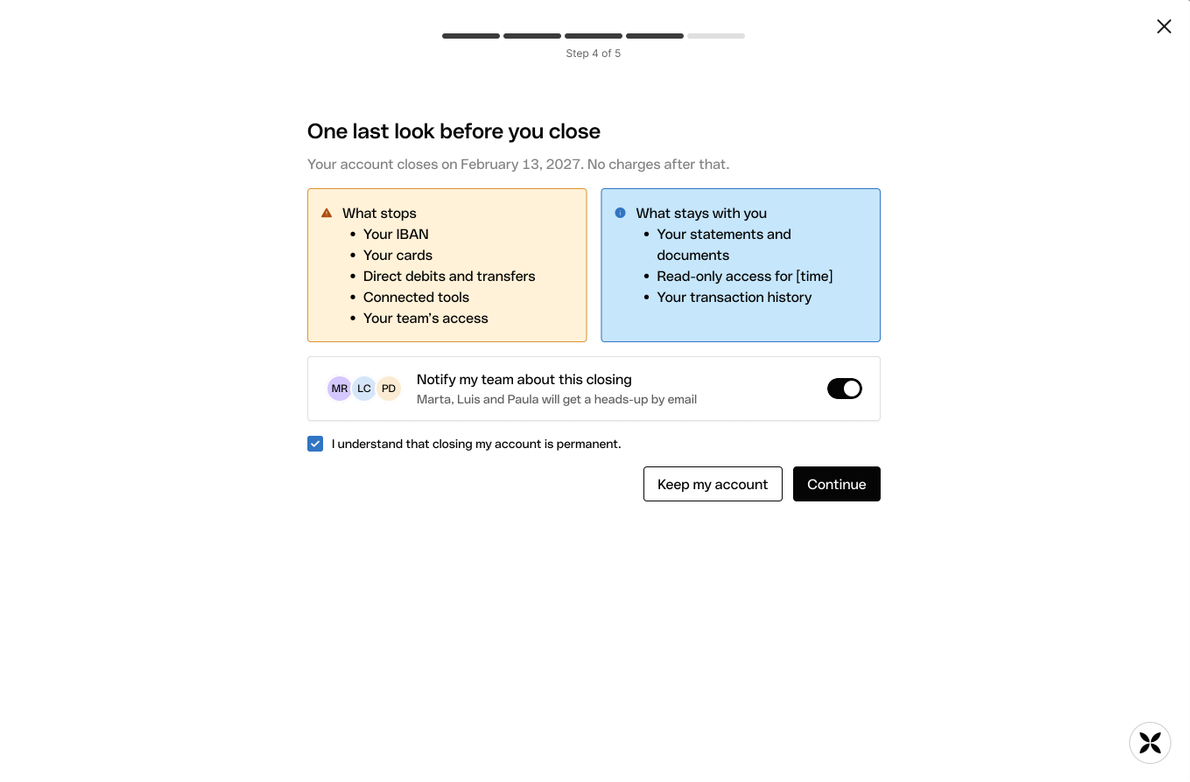 Step 4 of 5
One last look before you close
Your account closes on February 13, 2027. No charges after that.
What stops
Your IBAN
Your cards
Direct debits and transfers
Connected tools
Your team's access
What stays with you
Your statements and
documents
Read-only access for [time]
Your transaction history
MR LC PD
Notify my team about this closing
Marta, Luis and Paula will get a heads-up by email
I understand that closing my account is permanent.
Keep my account
Continue